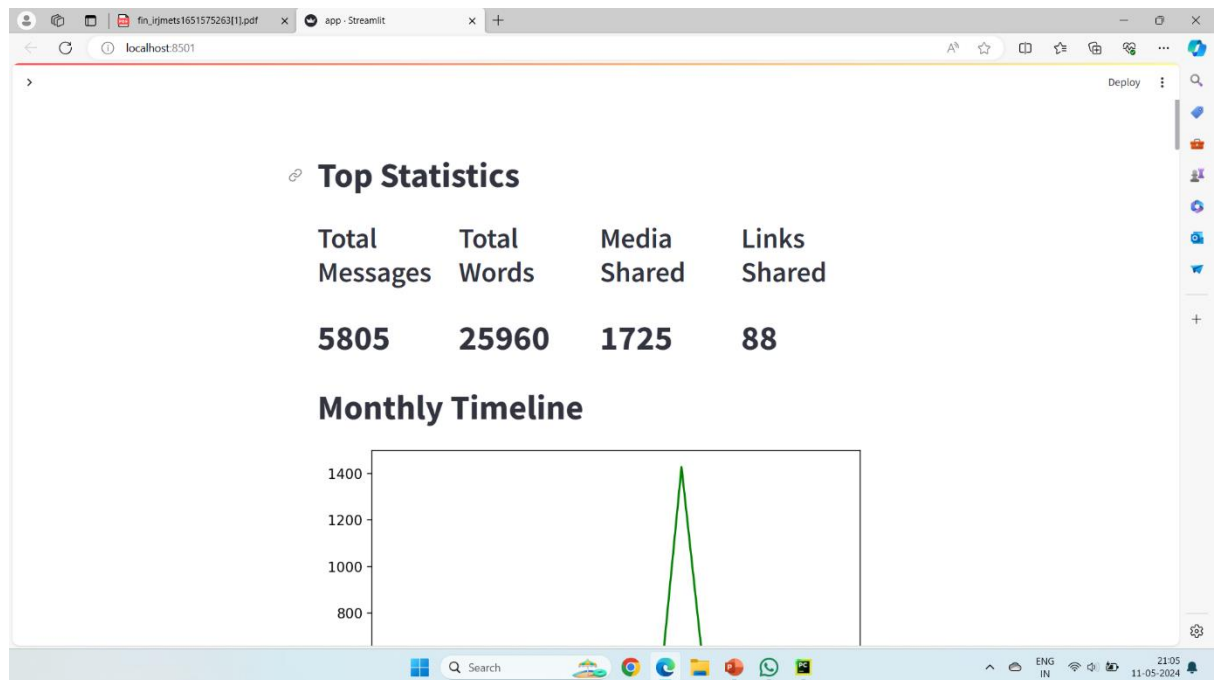 fin_irjmets1651575263[1].pdf
app · Streamlit
localhost:8501
Deploy
Top Statistics
Total Messages
Total Words
Media Shared
Links Shared
5805 25960 1725 88
Monthly Timeline
1400
1200
1000
800
Search
ENG
IN
21:05
11-05-2024